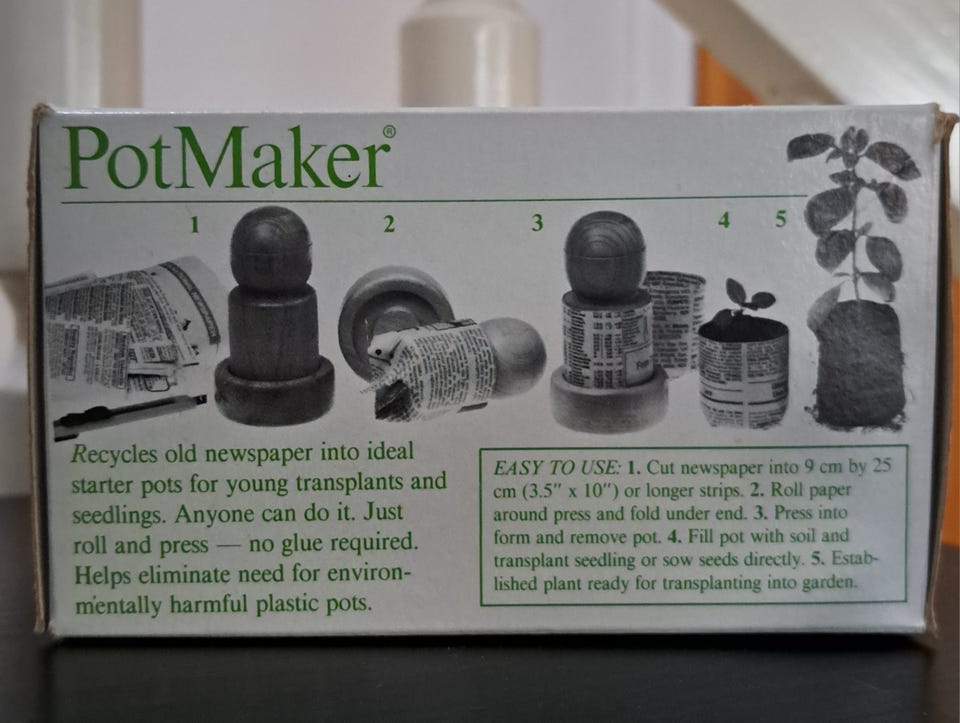 PotMaker®
1 2 3 4 5
Recycles old newspaper into ideal
starter pots for young transplants and
seedlings. Anyone can do it. Just
roll and press — no glue required.
Helps eliminate need for environ-
mentally harmful plastic pots.
EASY TO USE: 1. Cut newspaper into 9 cm by 25
cm (3.5" x 10") or longer strips. 2. Roll paper
around press and fold under end. 3. Press into
form and remove pot. 4. Fill pot with soil and
transplant seedling or sow seeds directly. 5. Estab-
lished plant ready for transplanting into garden.